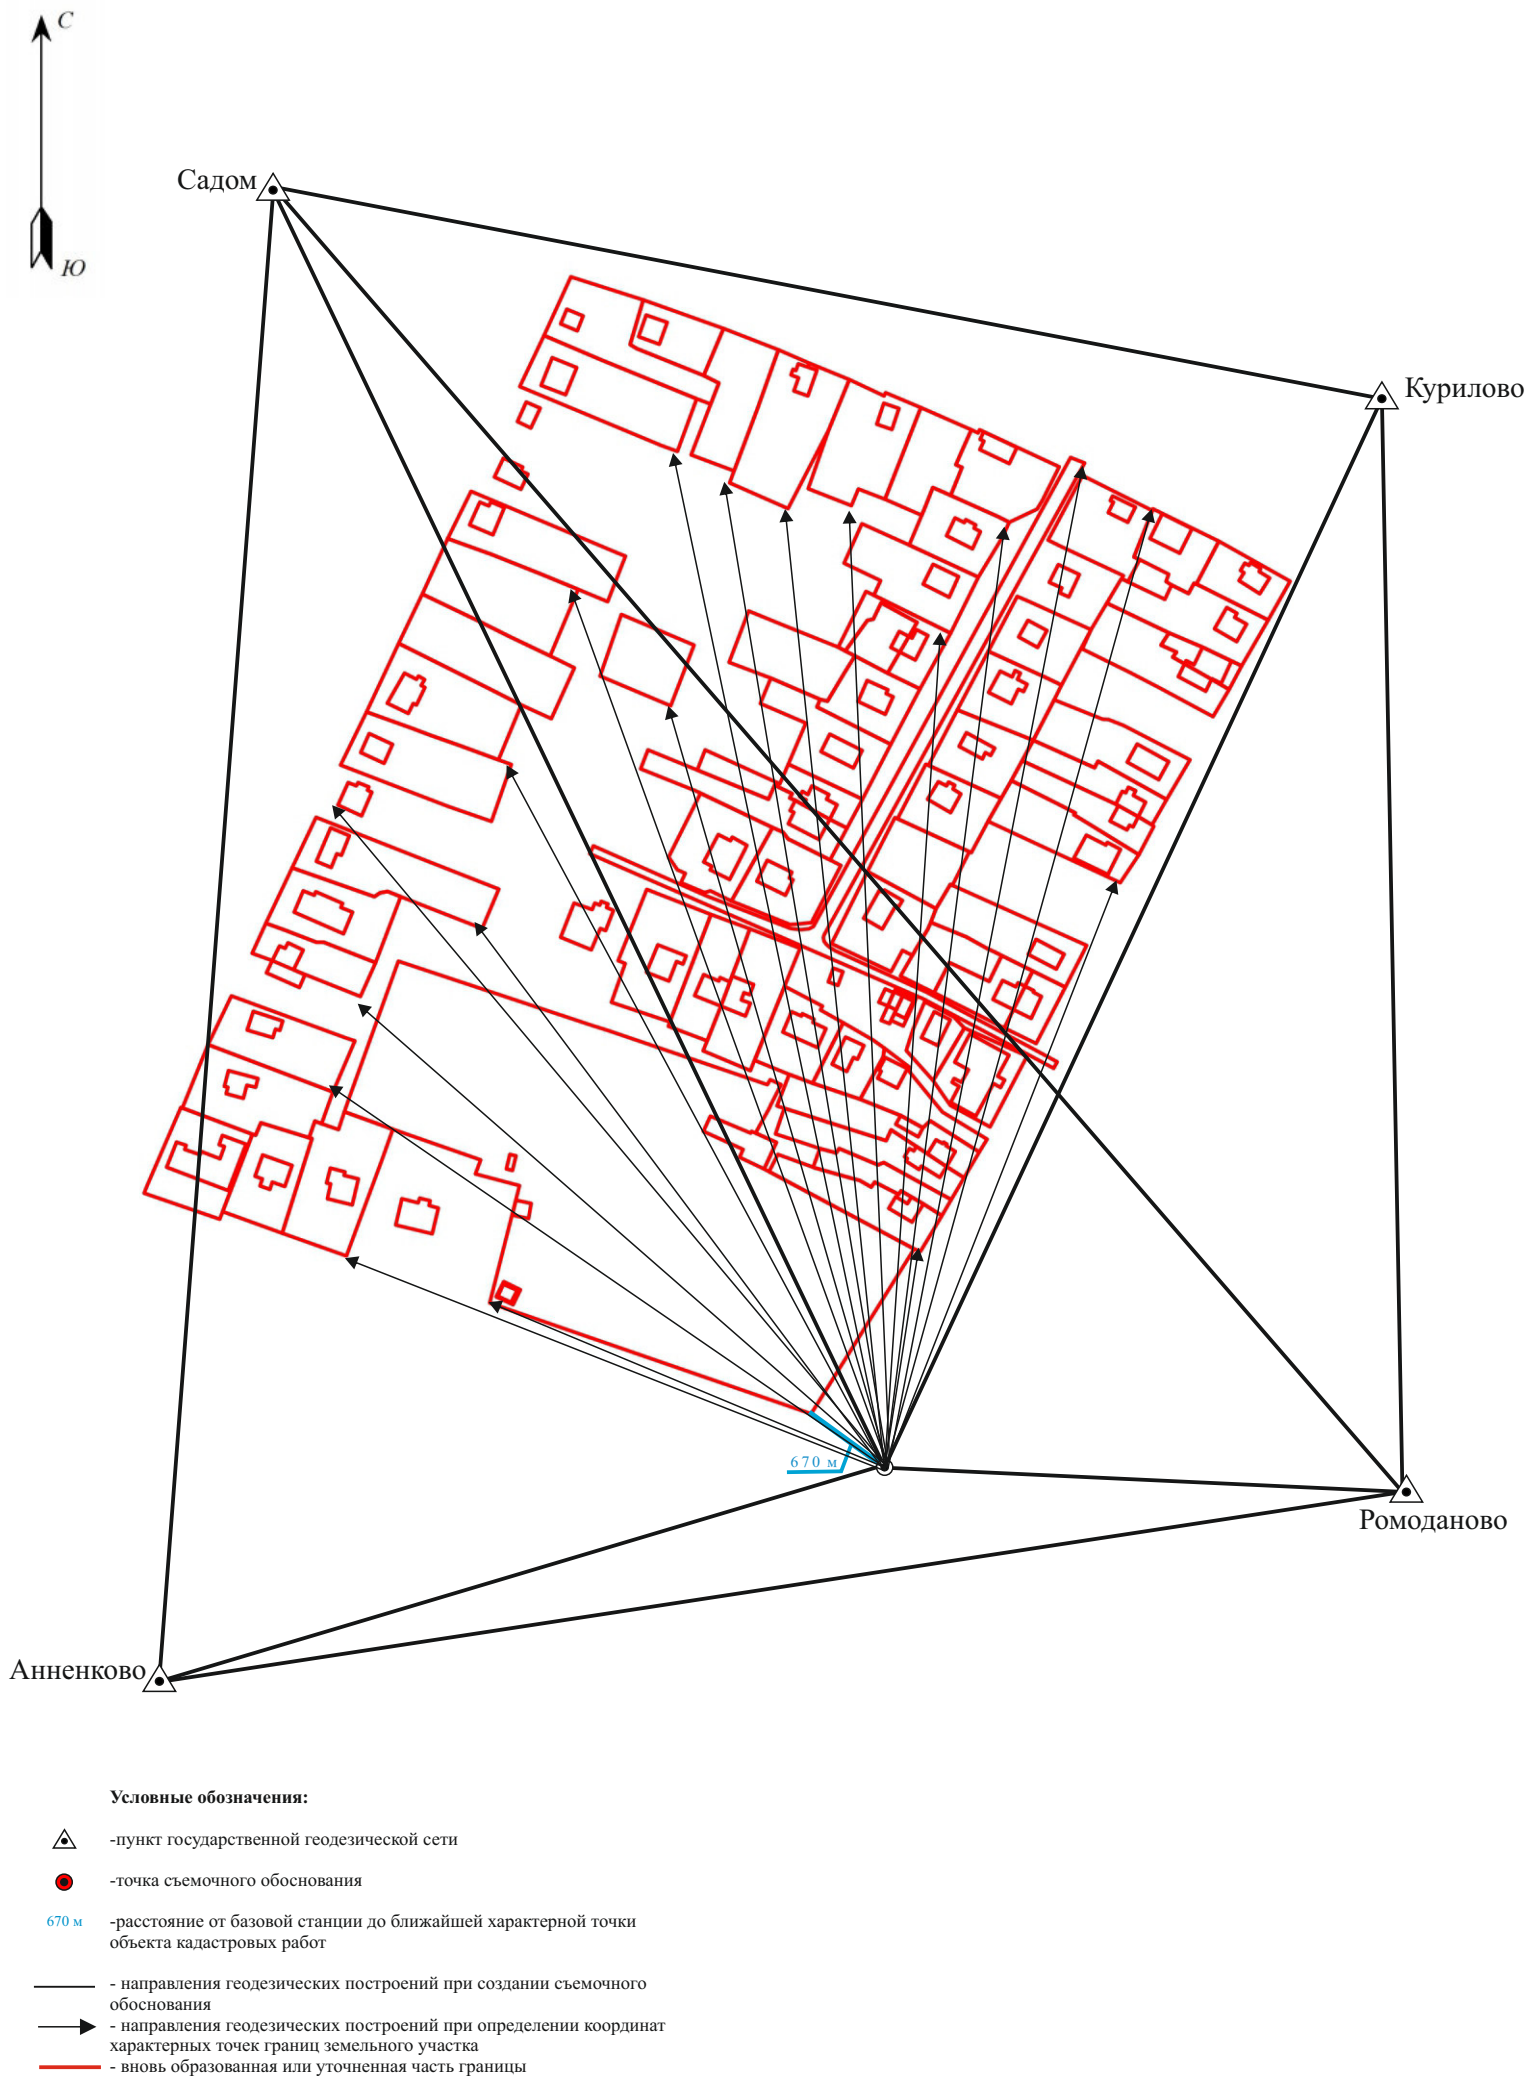 С
Ю
Садом
Курилово
670 м
Ромоданово
Анненково
Условные обозначения:
-пункт государственной геодезической сети
-точка съемочного обоснования
670 м -расстояние от базовой станции до ближайшей характерной точки
объекта кадастровых работ
- направления геодезических построений при создании съемочного
обоснования
- направления геодезических построений при определении координат
характерных точек границ земельного участка
- вновь образованная или уточненная часть границы